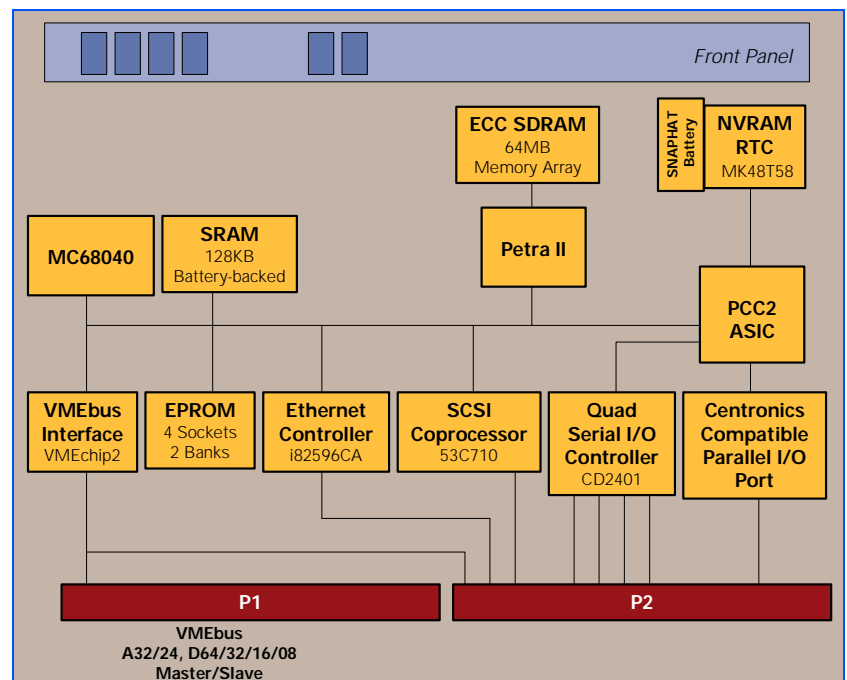 Front Panel
ECC SDRAM
64MB
Memory Array
SNAPHAT
Battery
NVRAM
RTC
MK48T58
MC68040
SRAM
128KB
Battery-backed
Petra II
PCC2
ASIC
VMEbus
Interface
VMEchip2
EPROM
4 Sockets
2 Banks
Ethernet
Controller
i82596CA
SCSI
Coprocessor
53C710
Quad
Serial I/O
Controller
CD2401
Centronics
Compatible
Parallel I/O
Port
P1
P2
VMEbus
A32/24, D64/32/16/08
Master/Slave